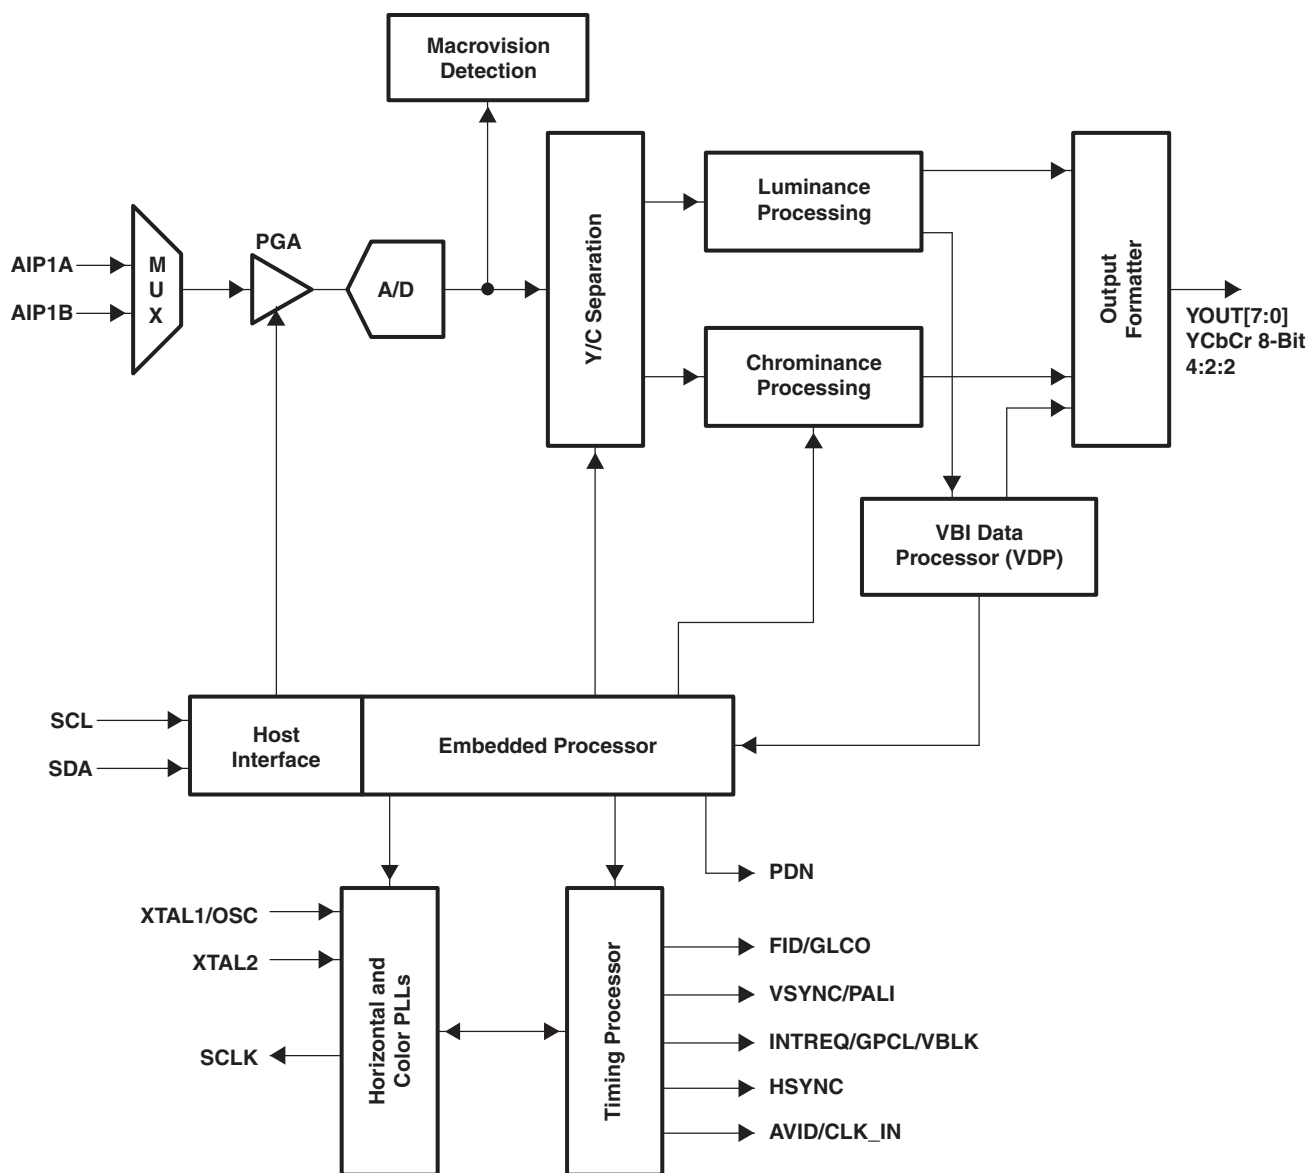 Macrovision
Detection
Luminance
Processing
PGA
AIP1A
AIP1B
M
U
X
A/D
Y/C Separation
Chrominance
Processing
Output
Formatter
YOUT[7:0]
YCbCr 8-Bit
4:2:2
VBI Data
Processor (VDP)
SCL
SDA
Host
Interface
Embedded Processor
PDN
XTAL1/OSC
XTAL2
SCLK
Horizontal and
Color PLLs
Timing Processor
FID/GLCO
VSYNC/PALI
INTREQ/GPCL/VBLK
HSYNC
AVID/CLK_IN